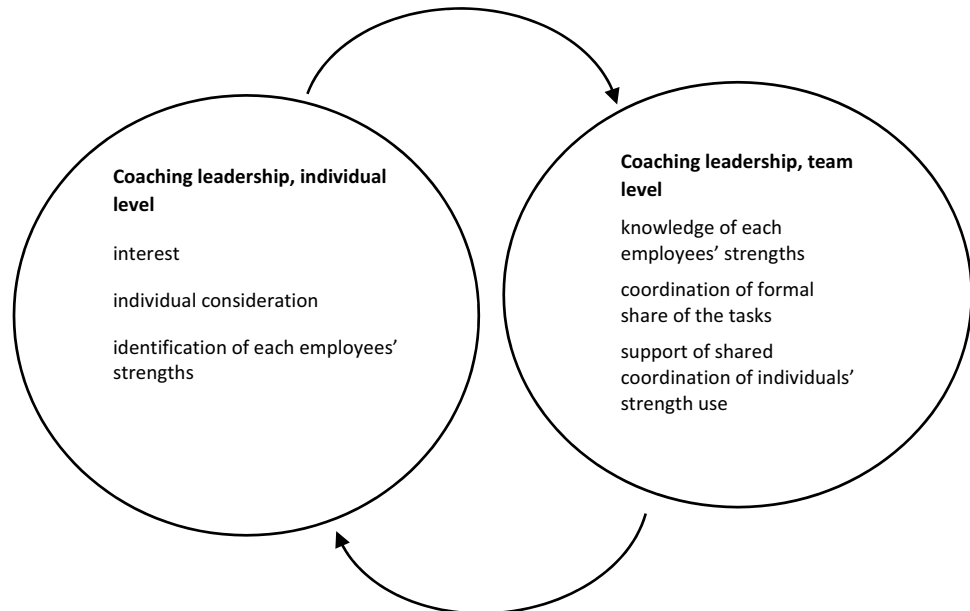 Coaching leadership, individual
level
interest
individual consideration
identification of each employees’
strengths
Coaching leadership, team
level
knowledge of each
employees’ strengths
coordination of formal
share of the tasks
support of shared
coordination of individuals’
strength use